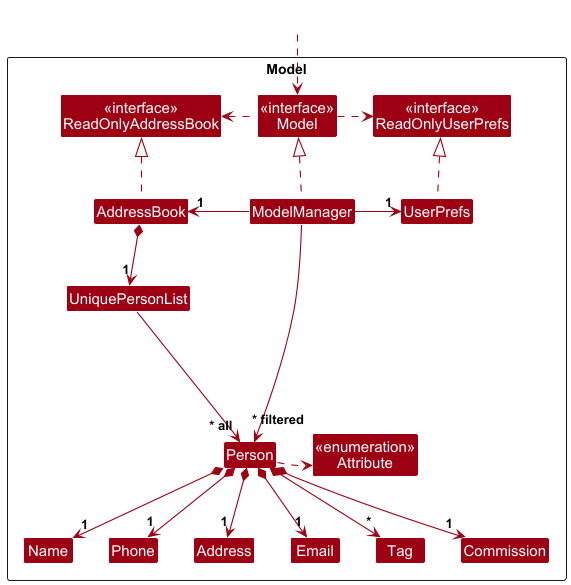 Model
«interface»
ReadOnlyAddressBook
«interface»
Model
«interface»
ReadOnlyUserPrefs
AddressBook
1
ModelManager
1
UserPrefs
1
UniquePersonList
* all
* filtered
Person
«enumeration»
Attribute
1
1
1
1
*
1
Name
Phone
Address
Email
Tag
Commission